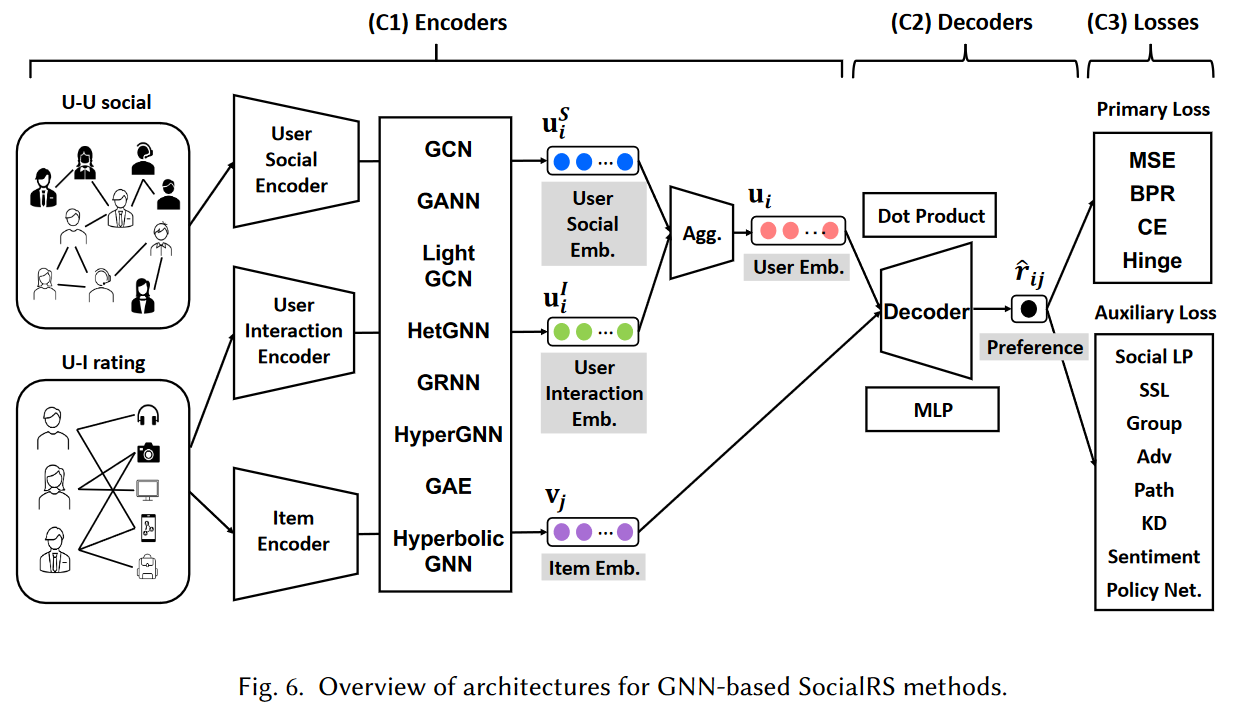 (C1) Encoders
(C2) Decoders
(C3) Losses
U-U social
User
Social
Encoder
U-I rating
User
Interaction
Encoder
Item
Encoder
GCN
GANN
Light
GCN
HetGNN
GRNN
HyperGNN
GAE
Hyperbolic
GNN
u_i^S
User
Social
Emb.
u_i^I
User
Interaction
Emb.
v_j
Item Emb.
Agg.
u_i
User Emb.
Dot Product
Decoder
MLP
r̂_ij
Preference
Primary Loss
MSE
BPR
CE
Hinge
Auxiliary Loss
Social LP
SSL
Group
Adv
Path
KD
Sentiment
Policy Net.
Fig. 6. Overview of architectures for GNN-based SocialRS methods.